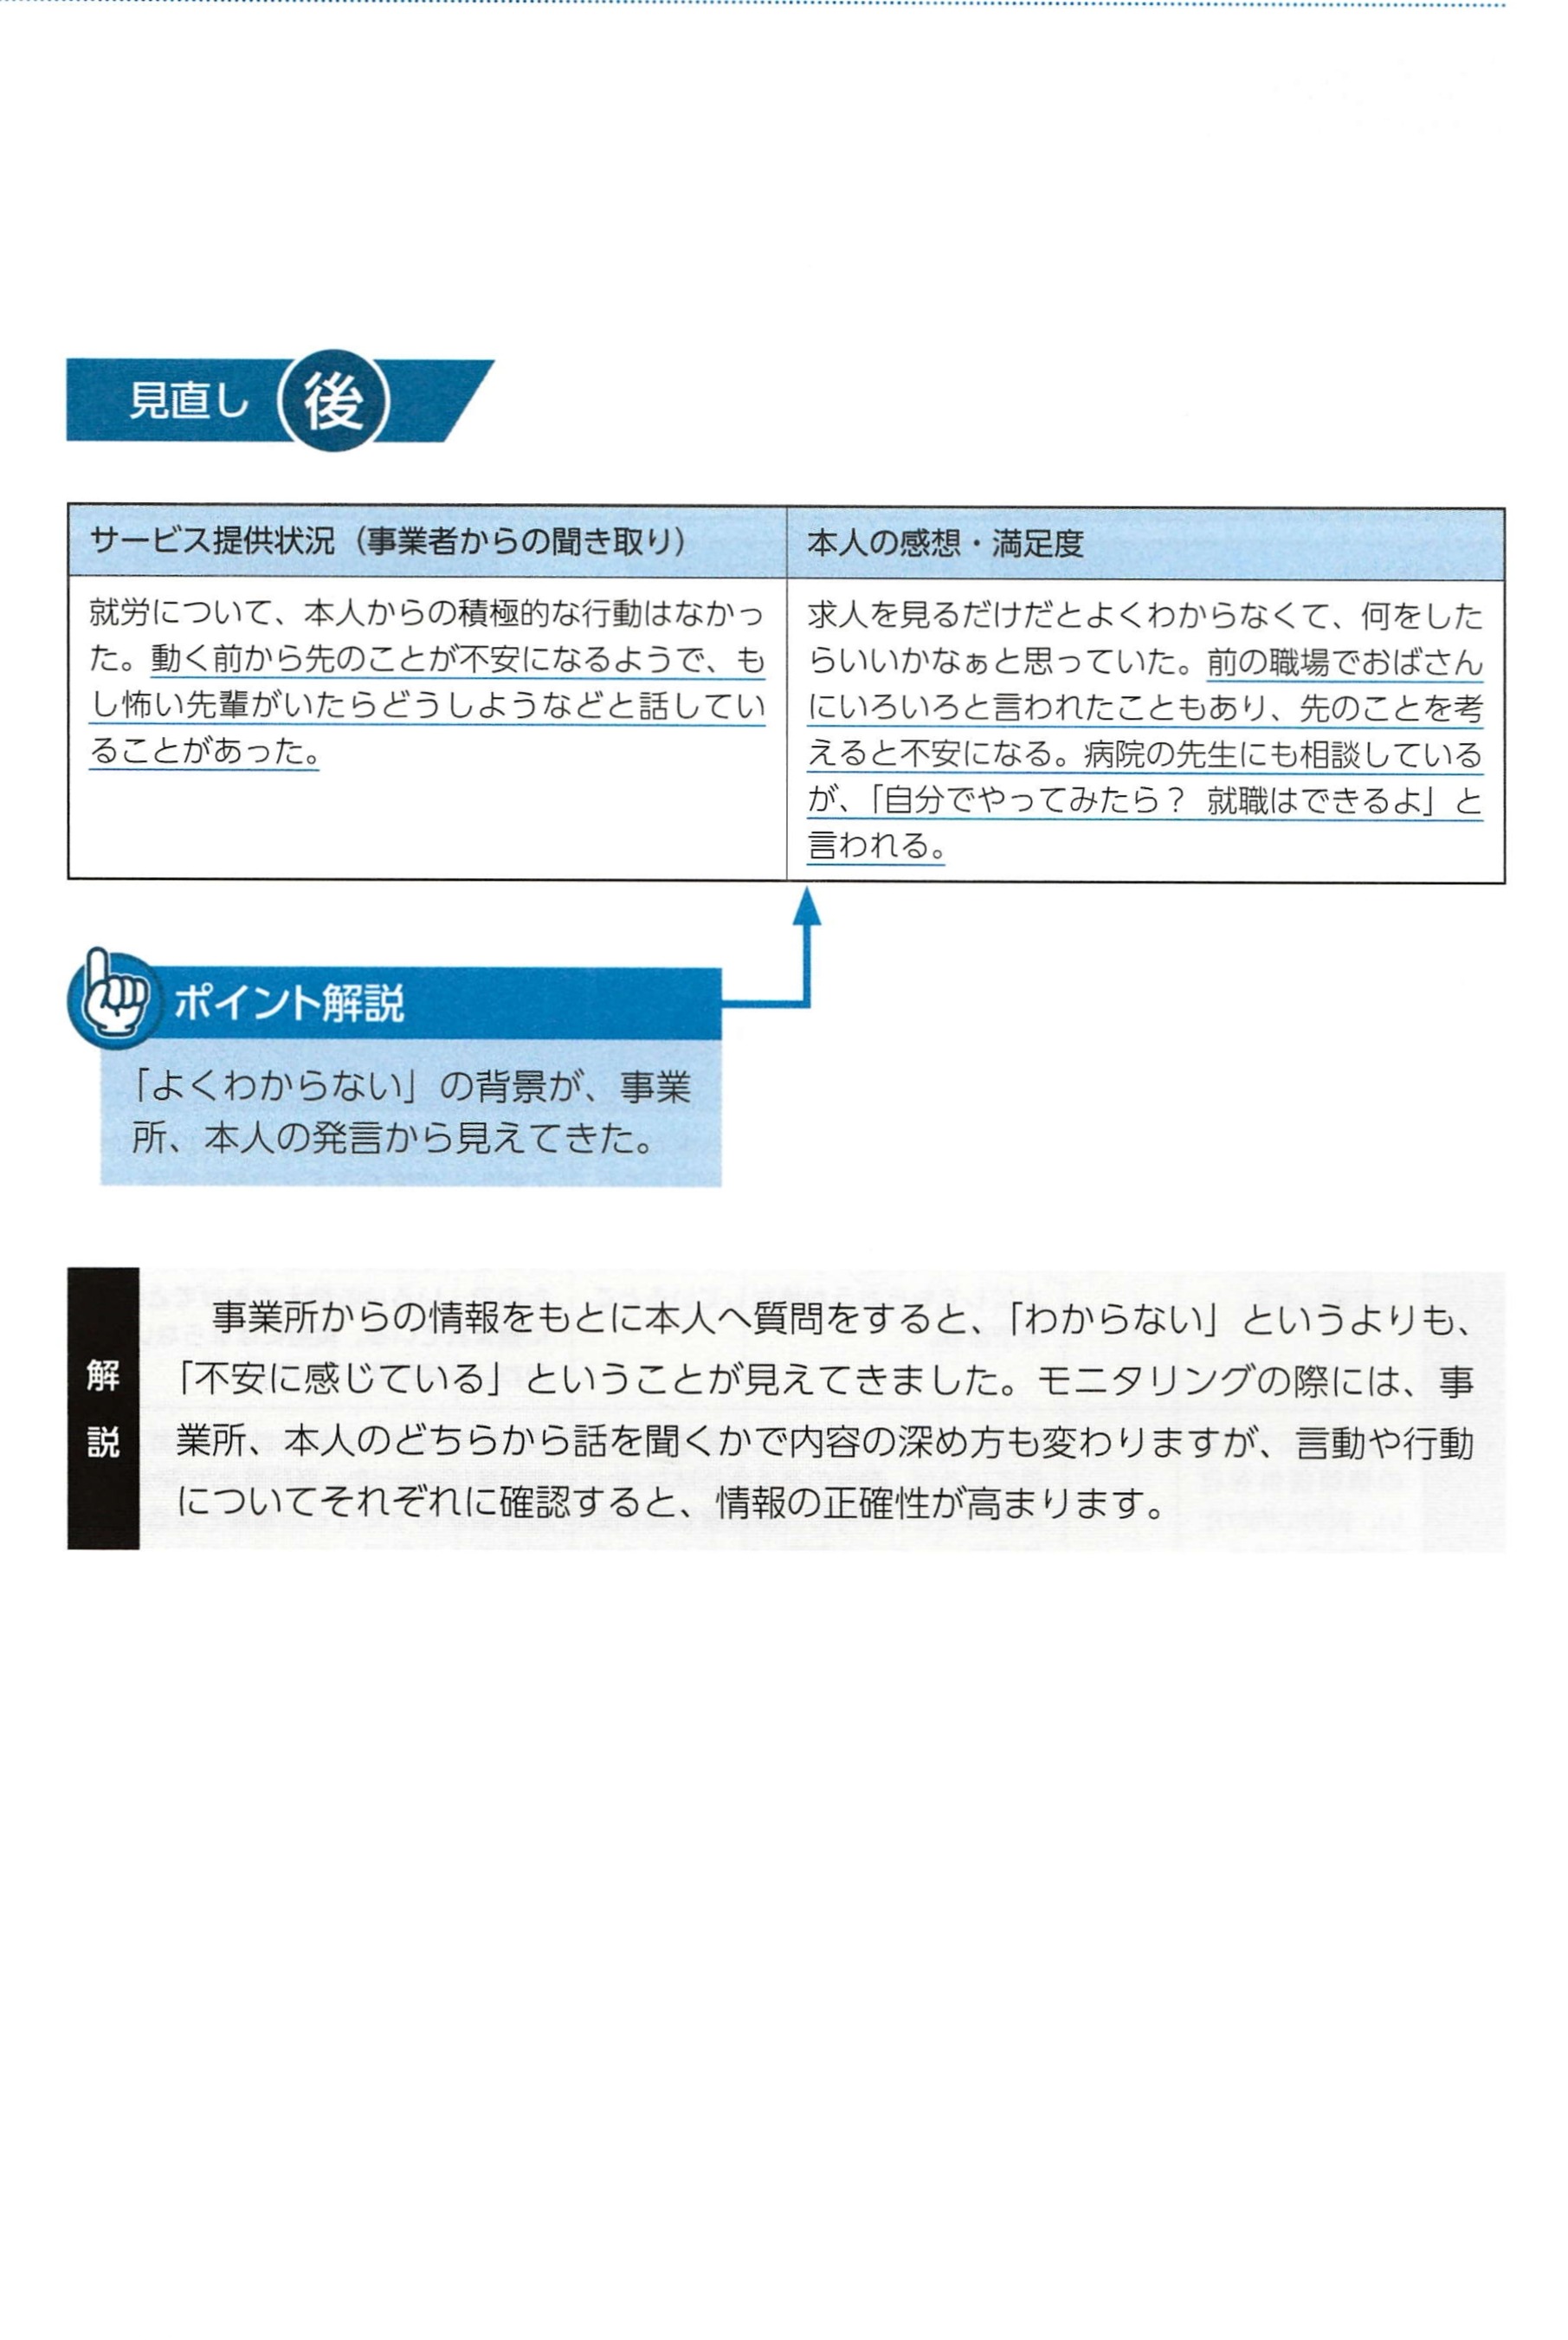 見直し 後
サービス提供状況（事業者からの聞き取り）
就労について、本人からの積極的な行動はなかっ
た。動く前から先のことが不安になるようで、も
し怖い先輩がいたらどうしようなどと話してい
ることがあった。
本人の感想・満足度
求人を見るだけだとよくわからなくて、何をした
らいいかなぁと思っていた。前の職場でおばさん
にいろいろと言われたこともあり、先のことを考
えると不安になる。病院の先生にも相談している
が、「自分でやってみたら？ 就職はできるよ」と
言われる。
ポイント解説
「よくわからない」の背景が、事業
所、本人の発言から見えてきた。
解説
事業所からの情報をもとに本人へ質問をすると、「わからない」というよりも、
「不安に感じている」ということが見えてきました。モニタリングの際には、事
業所、本人のどちらから話を聞くかで内容の深め方も変わりますが、言動や行動
についてそれぞれに確認すると、情報の正確性が高まります。